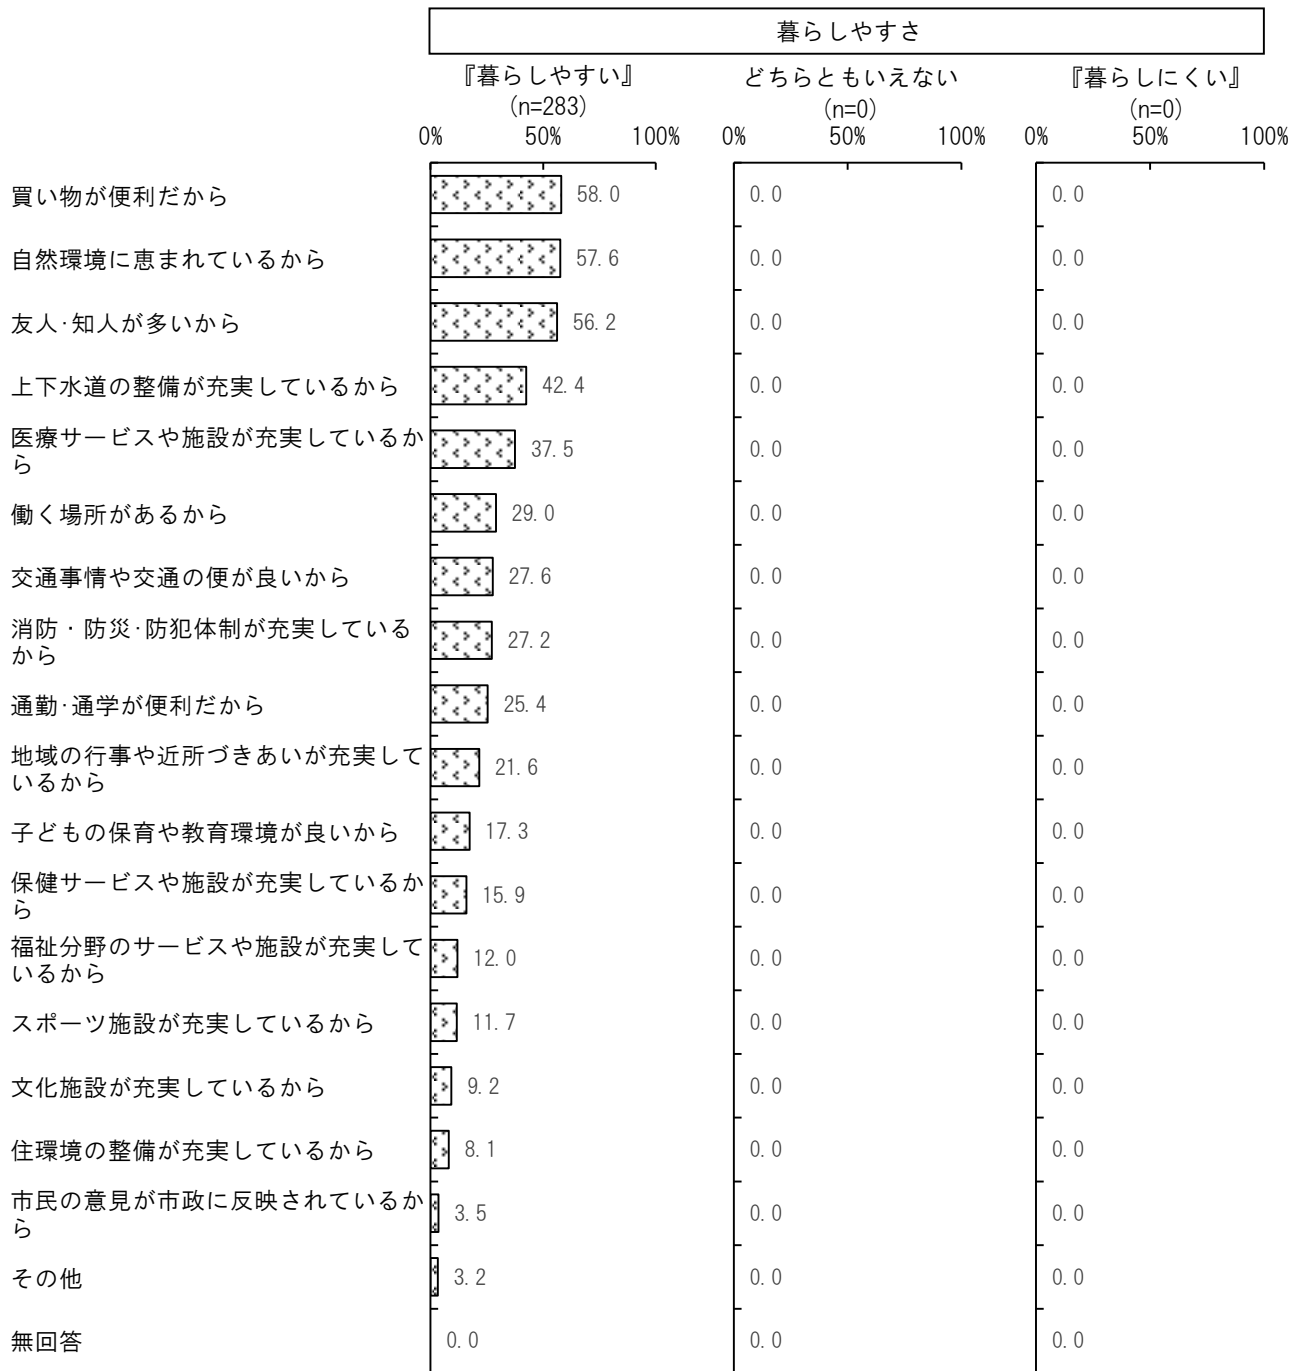 暮らしやすさ
『暮らしやすい』 どちらともいえない 『暮らしにくい』
(n=283) (n=0) (n=0)
0% 50% 100% 0% 50% 100% 0% 50% 100%
買い物が便利だから 58.0 0.0 0.0
自然環境に恵まれているから 57.6 0.0 0.0
友人･知人が多いから 56.2 0.0 0.0
上下水道の整備が充実しているから 42.4 0.0 0.0
医療サービスや施設が充実しているか
ら 37.5 0.0 0.0
働く場所があるから 29.0 0.0 0.0
交通事情や交通の便が良いから 27.6 0.0 0.0
消防・防災･防犯体制が充実している
から 27.2 0.0 0.0
通勤･通学が便利だから 25.4 0.0 0.0
地域の行事や近所づきあいが充実して
いるから 21.6 0.0 0.0
子どもの保育や教育環境が良いから 17.3 0.0 0.0
保健サービスや施設が充実しているか
ら 15.9 0.0 0.0
福祉分野のサービスや施設が充実して
いるから 12.0 0.0 0.0
スポーツ施設が充実しているから 11.7 0.0 0.0
文化施設が充実しているから 9.2 0.0 0.0
住環境の整備が充実しているから 8.1 0.0 0.0
市民の意見が市政に反映されているか
ら 3.5 0.0 0.0
その他 3.2 0.0 0.0
無回答 0.0 0.0 0.0